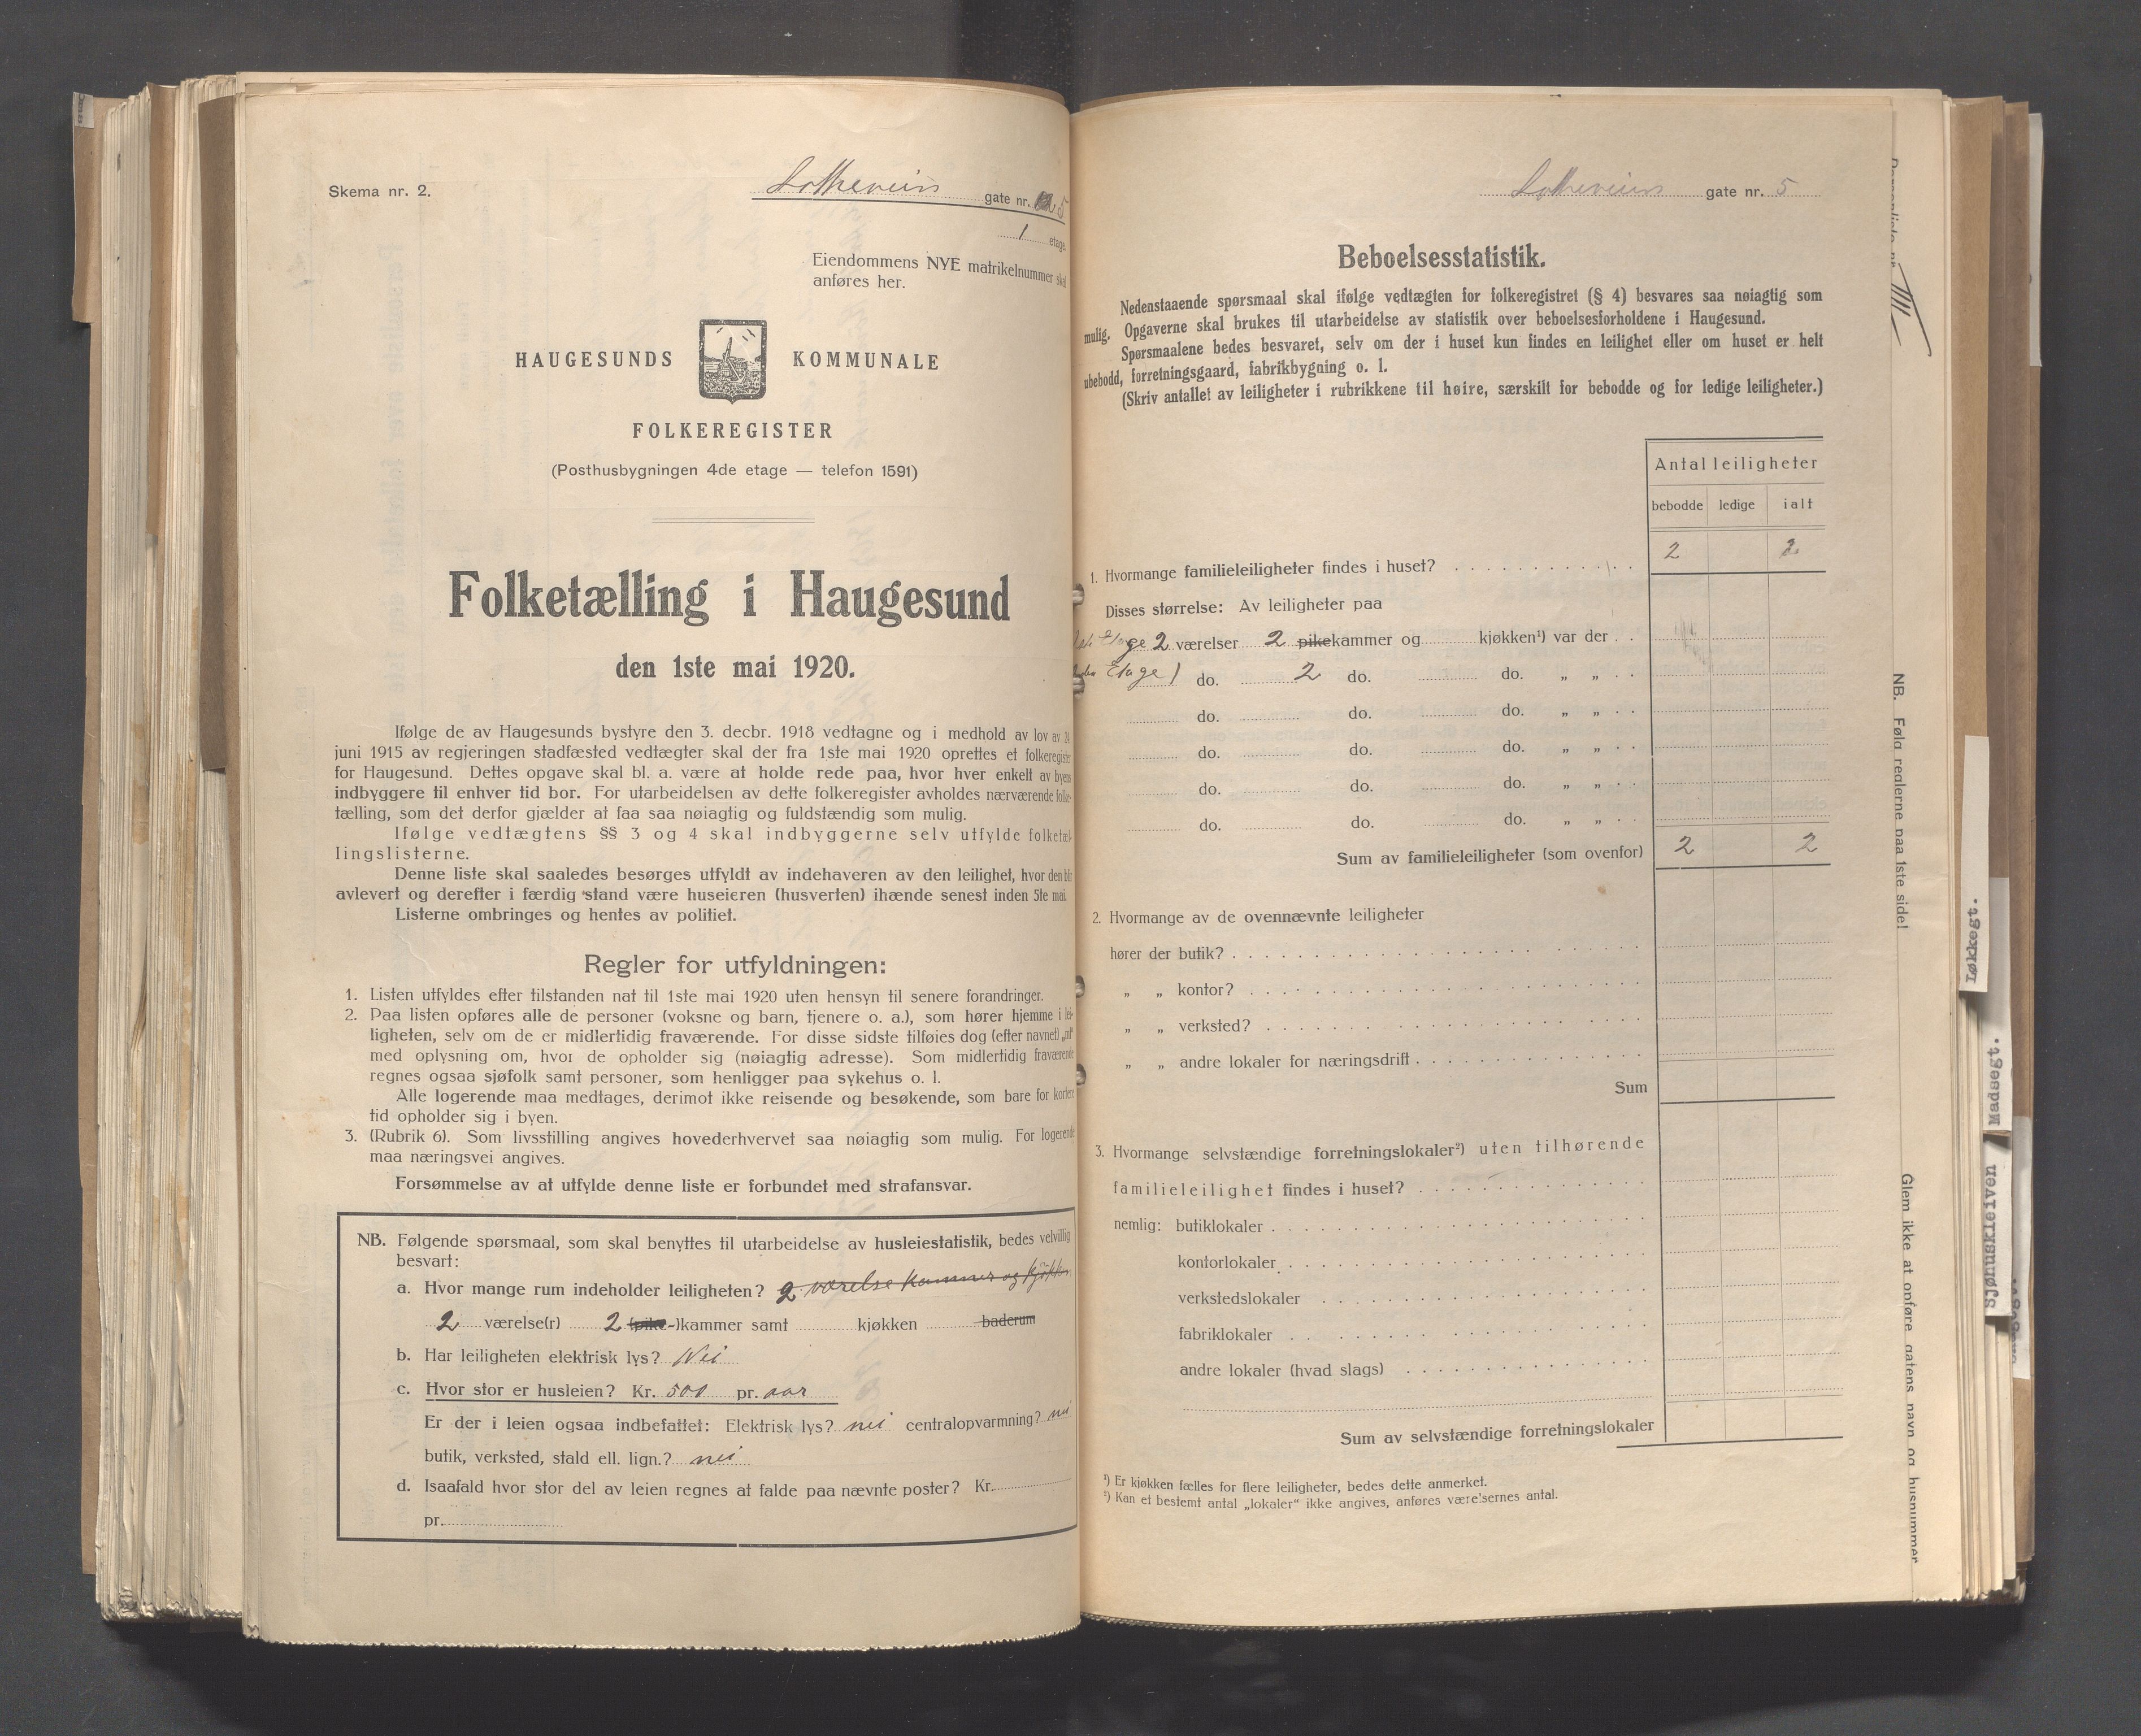 Skema nr. 2.
gate nr. 5
1 etage
Eiendommens NYE matrikelnummer skal
anføres her.
HAUGESUNDS KOMMUNALE
FOLKEREGISTER
(Posthusbygningen 4de etage — telefon 1591)
Folketælling i Haugesund
den 1ste mai 1920.
Ifølge de av Haugesunds bystyre den 3. decbr. 1918 vedtagne og i medhold av lov av 24
juni 1915 av regjeringen stadfæsted vedtægter skal der fra 1ste mai 1920 oprettes et folkeregister
for Haugesund. Dettes opgave skal bl. a. være at holde rede paa, hvor hver enkelt av byens
indbyggere til enhver tid bor. For utarbeidelsen av dette folkeregister avholdes nærværende folke-
tælling, som det derfor gjælder at faa saa nøiagtig og fuldstændig som mulig.
Ifølge vedtægtens §§ 3 og 4 skal indbyggerne selv utfylde folketæl-
lingslisterne.
Denne liste skal saaledes besørges utfyldt av indehaveren av den leilighet, hvor den blir
avlevert og derefter i færdig stand være huseieren (husverten) ihænde senest inden 5te mai.
Listerne ombringes og hentes av politiet.
Regler for utfyldningen:
1. Listen utfyldes efter tilstanden nat til 1ste mai 1920 uten hensyn til senere forandringer.
2. Paa listen opføres alle de personer (voksne og barn, tjenere o. a.), som hører hjemme i lei-
ligheten, selv om de er midlertidig fraværende. For disse sidste tilføies dog (efter navnet) „mf“
med oplysning om, hvor de opholder sig (nøiagtig adresse). Som midlertidig fraværende
regnes ogsaa sjøfolk samt personer, som henligger paa sykehus o. l.
Alle logerende maa medtages, derimot ikke reisende og besøkende, som bare for kortere
tid opholder sig i byen.
3. (Rubrik 6). Som livsstilling angives hovederhvervet saa nøiagtig som mulig. For logerende
maa næringsvei angives.
Forsømmelse av at utfylde denne liste er forbundet med strafansvar.
NB. Følgende spørsmaal, som skal benyttes til utarbeidelse av husleiestatistik, bedes velvillig
besvart:
a. Hvor mange rum indeholder leiligheten? 2 værelse kammer og kjøkken
2 værelse(r) 2 (pike-)kammer samt kjøkken baderum
b. Har leiligheten elektrisk lys? Nei
c. Hvor stor er husleien? Kr. 500 pr. aar
Er der i leien ogsaa indbefattet: Elektrisk lys? nei centralopvarmning? nei
butik, verksted, stald ell. lign.? nei
d. Isaafald hvor stor del av leien regnes at falde paa nævnte poster? Kr.
pr.
gate nr. 5
Beboelsesstatistik.
Nedenstaaende spørsmaal skal ifølge vedtægten for folkeregistret (§ 4) besvares saa nøiagtig som
mulig. Opgaverne skal brukes til utarbeidelse av statistik over beboelsesforholdene i Haugesund.
Spørsmaalene bedes besvaret, selv om der i huset kun findes en leilighet eller om huset er helt
ubebodd, forretningsgaard, fabrikbygning o. l.
(Skriv antallet av leiligheter i rubrikkene til høire, særskilt for bebodde og for ledige leiligheter.)
Antal leiligheter
bebodde ledige ialt
1. Hvormange familieleiligheter findes i huset? 2 2
Disses størrelse: Av leiligheter paa
Etage 2 værelser 2 pikekammer og kjøkken¹) var der
Etage) do. 2 do. do. „ „
do. do. do. „ „
do. do. do. „ „
do. do. do. „ „
do. do. do. „ „
Sum av familieleiligheter (som ovenfor) 2 2
2. Hvormange av de ovennævnte leiligheter
hører der butik?
„ „ kontor?
„ „ verksted?
„ „ andre lokaler for næringsdrift
Sum
3. Hvormange selvstændige forretningslokaler²) uten tilhørende
familieleilighet findes i huset?
nemlig: butiklokaler
kontorlokaler
verkstedslokaler
fabriklokaler
andre lokaler (hvad slags)
Sum av selvstændige forretningslokaler
¹) Er kjøkken fælles for flere leiligheter, bedes dette anmerket.
²) Kan et bestemt antal „lokaler“ ikke angives, anføres værelsernes antal.
NB. Følg reglerne paa 1ste side!
Glem ikke at opføre gatens navn og husnummer
Løkkegt.
Madsegt.
Sjøhuskleiven